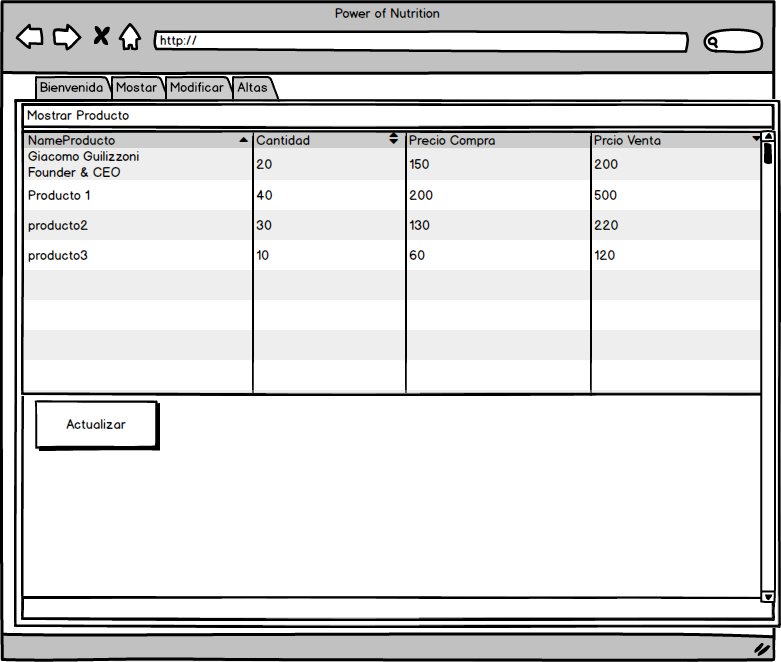 Power of Nutrition
http://
Bienvenida Mostar Modificar Altas
Mostrar Producto
NameProducto Cantidad Precio Compra Prcio Venta
Giacomo Guilizzoni
Founder & CEO 20 150 200
Producto 1 40 200 500
producto2 30 130 220
producto3 10 60 120
Actualizar